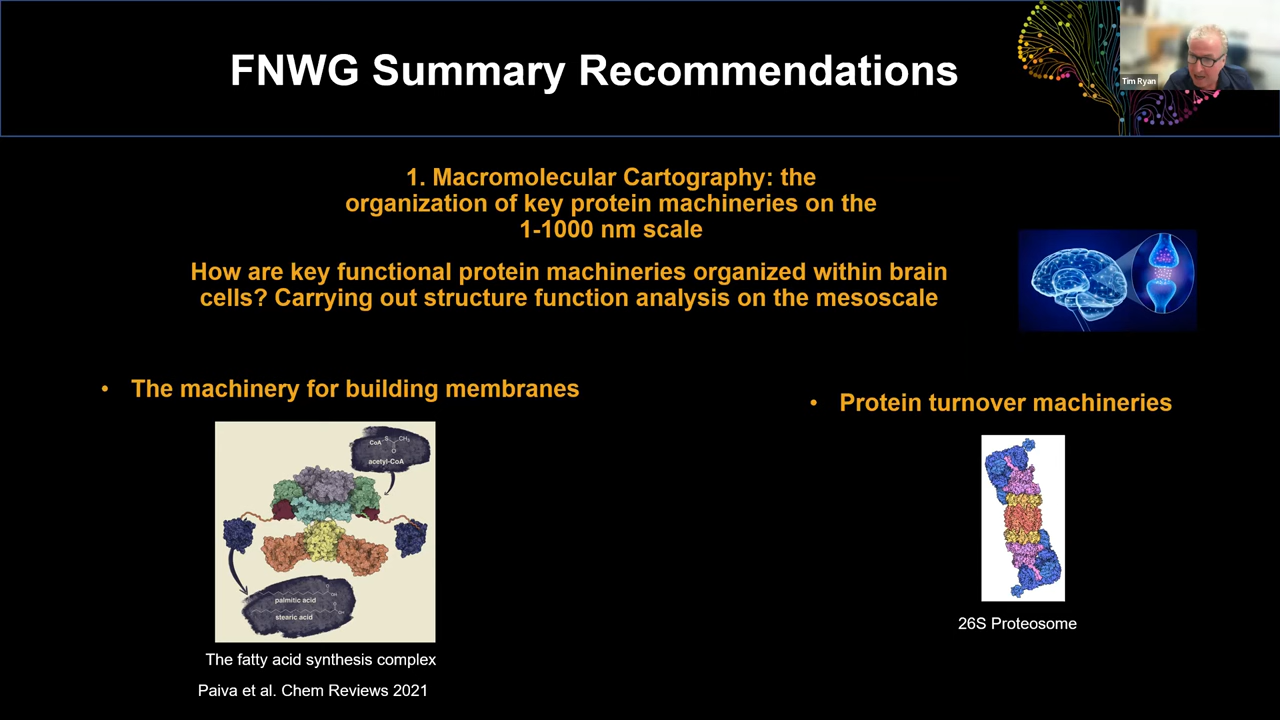 FNWG Summary Recommendations
Tim Ryan
1. Macromolecular Cartography: the
organization of key protein machineries on the
1-1000 nm scale
How are key functional protein machineries organized within brain
cells? Carrying out structure function analysis on the mesoscale
• The machinery for building membranes
• Protein turnover machineries
CoA S CH₃
O
acetyl-CoA
O
OH
palmitic acid
O
OH
stearic acid
The fatty acid synthesis complex
Paiva et al. Chem Reviews 2021
26S Proteosome